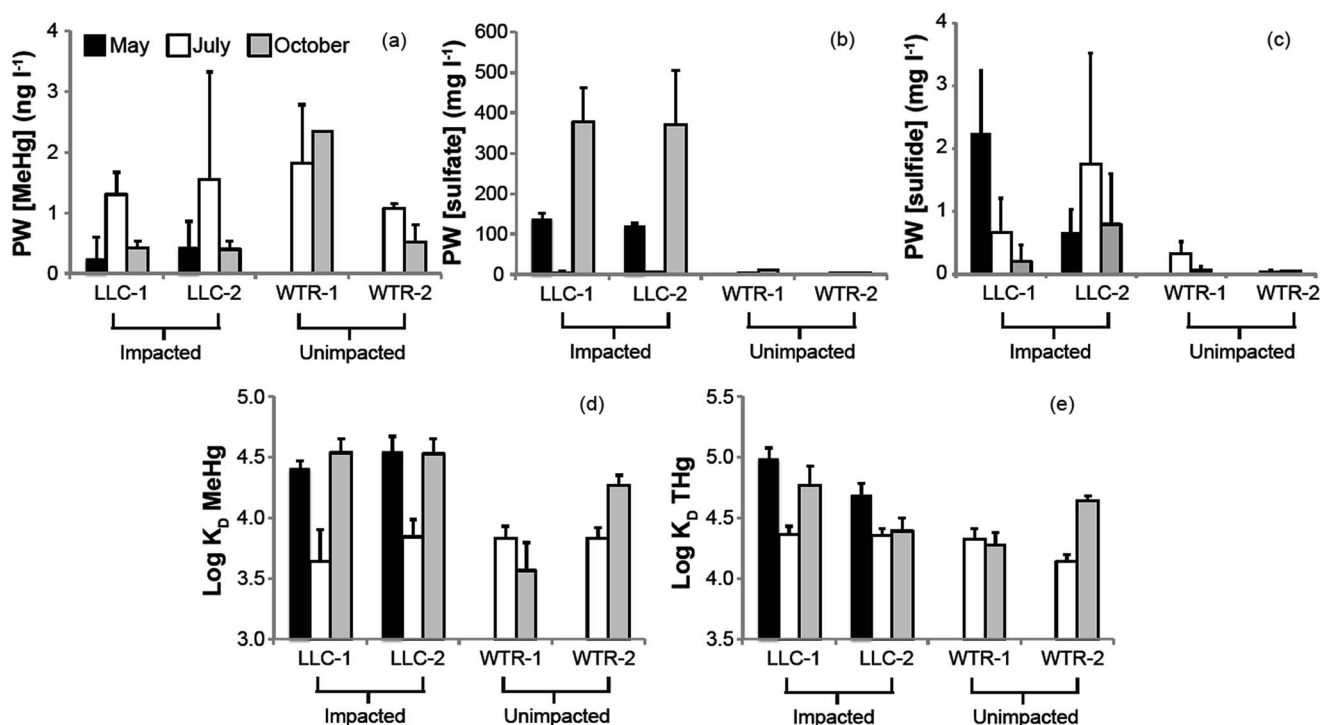 May July October (a)
PW [MeHg] (ng l⁻¹)
4
3
2
1
0
LLC-1 LLC-2 WTR-1 WTR-2
Impacted Unimpacted
(b)
PW [sulfate] (mg l⁻¹)
600
500
400
300
200
100
0
LLC-1 LLC-2 WTR-1 WTR-2
Impacted Unimpacted
(c)
PW [sulfide] (mg l⁻¹)
4
3
2
1
0
LLC-1 LLC-2 WTR-1 WTR-2
Impacted Unimpacted
(d)
Log K_D MeHg
5.0
4.5
4.0
3.5
3.0
LLC-1 LLC-2 WTR-1 WTR-2
Impacted Unimpacted
(e)
Log K_D THg
5.5
5.0
4.5
4.0
3.5
LLC-1 LLC-2 WTR-1 WTR-2
Impacted Unimpacted